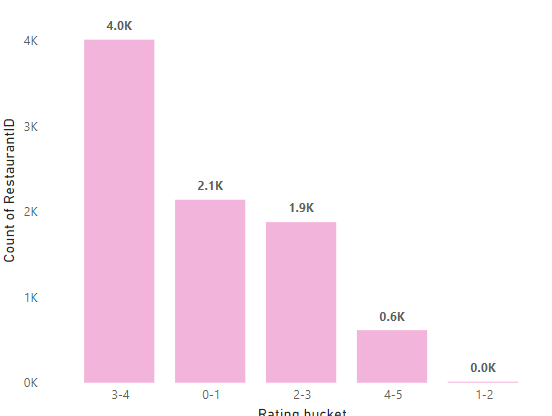 4.0K
4K
3K
2.1K
2K
1.9K
1K
0.6K
0.0K
0K
3-4 0-1 2-3 4-5 1-2
Count of RestaurantID
Rating bucket